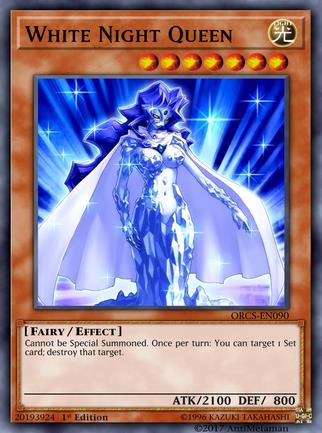 White Night Queen
LIGHT
光
ORCS-EN090
[ Fairy / Effect ]
Cannot be Special Summoned. Once per turn: You can target 1 Set
card; destroy that target.
ATK/2100 DEF/ 800
20193924 1st Edition ©1996 KAZUKI TAKAHASHI
©2017 AntiMetaman